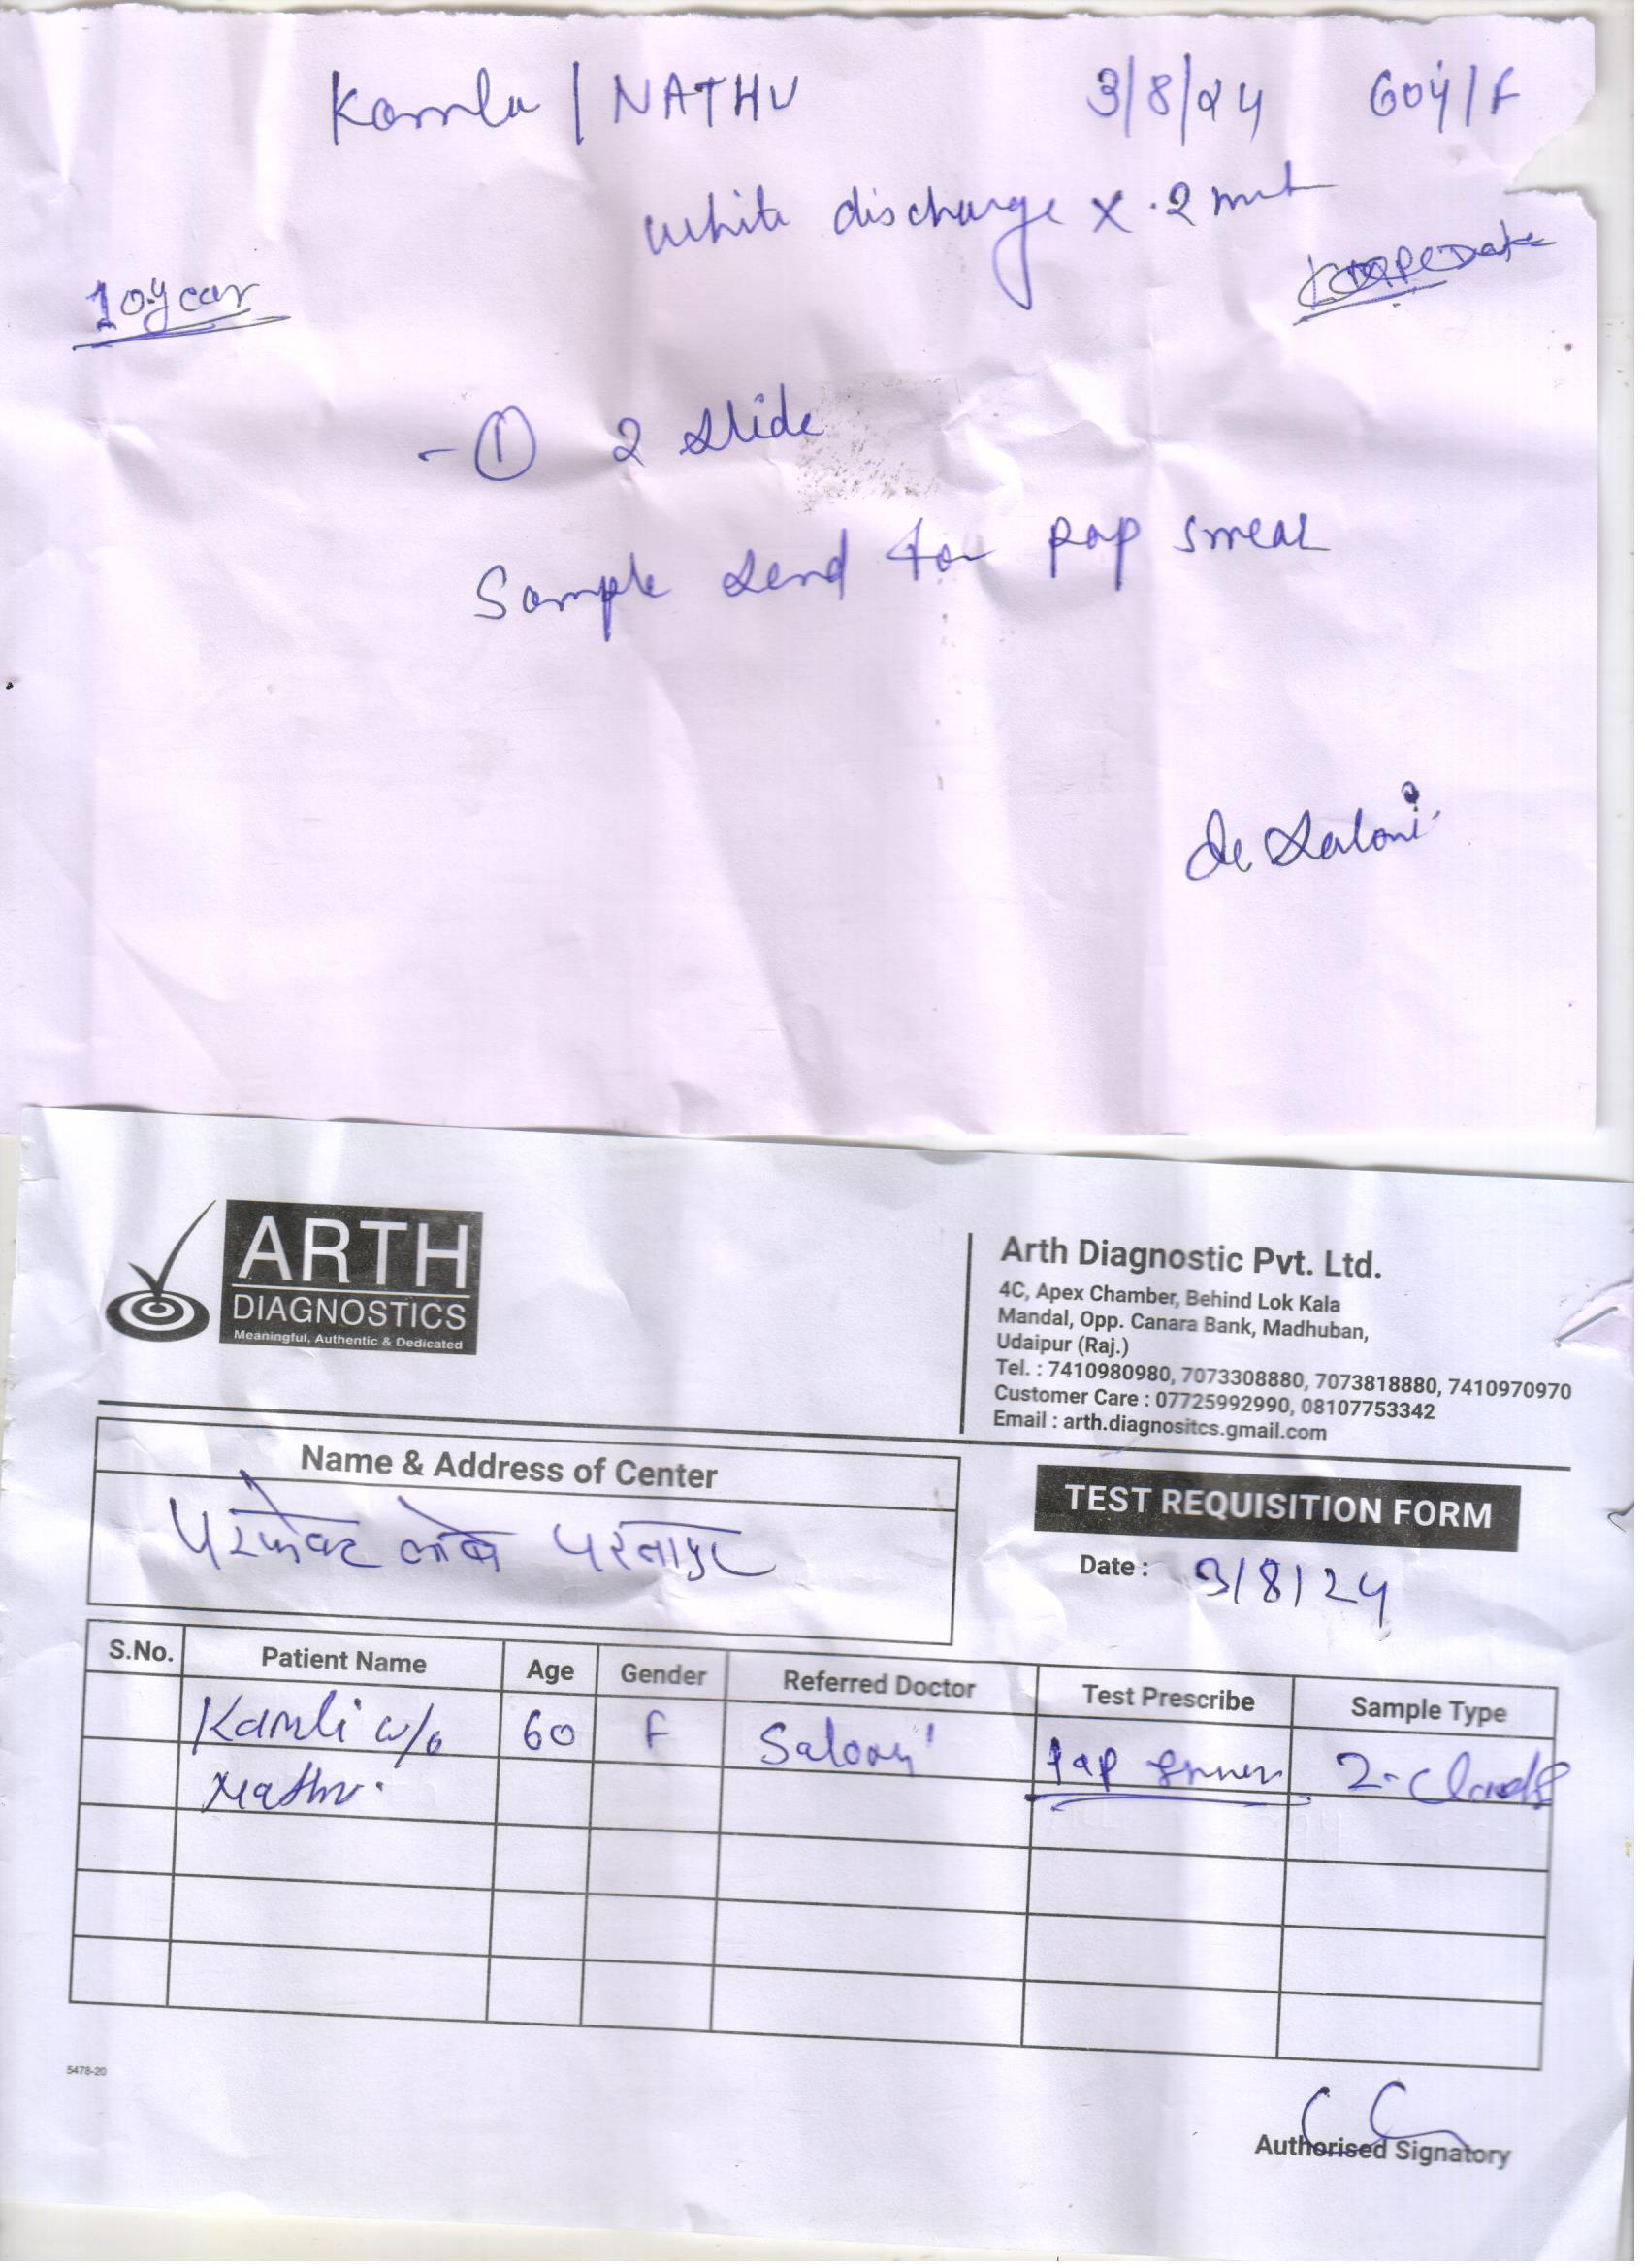 Kamla / NATHU 3/8/24 60y/F
white discharge x 2 mnt
10 year
- ① 2 slide
Sample send for pap smear
dr Saloni
ARTH
DIAGNOSTICS
Meaningful, Authentic & Dedicated
Arth Diagnostic Pvt. Ltd.
4C, Apex Chamber, Behind Lok Kala
Mandal, Opp. Canara Bank, Madhuban,
Udaipur (Raj.)
Tel. : 7410980980, 7073308880, 7073818880, 7410970970
Customer Care : 07725992990, 08107753342
Email : arth.diagnositcs.gmail.com
Name & Address of Center
परफेक्ट लेब परतापुर
TEST REQUISITION FORM
Date : 3/8/24
S.No. Patient Name Age Gender Referred Doctor Test Prescribe Sample Type
Kamli w/o 60 F Saloni Pap 2-
Nathu.
5478-20
Authorised Signatory